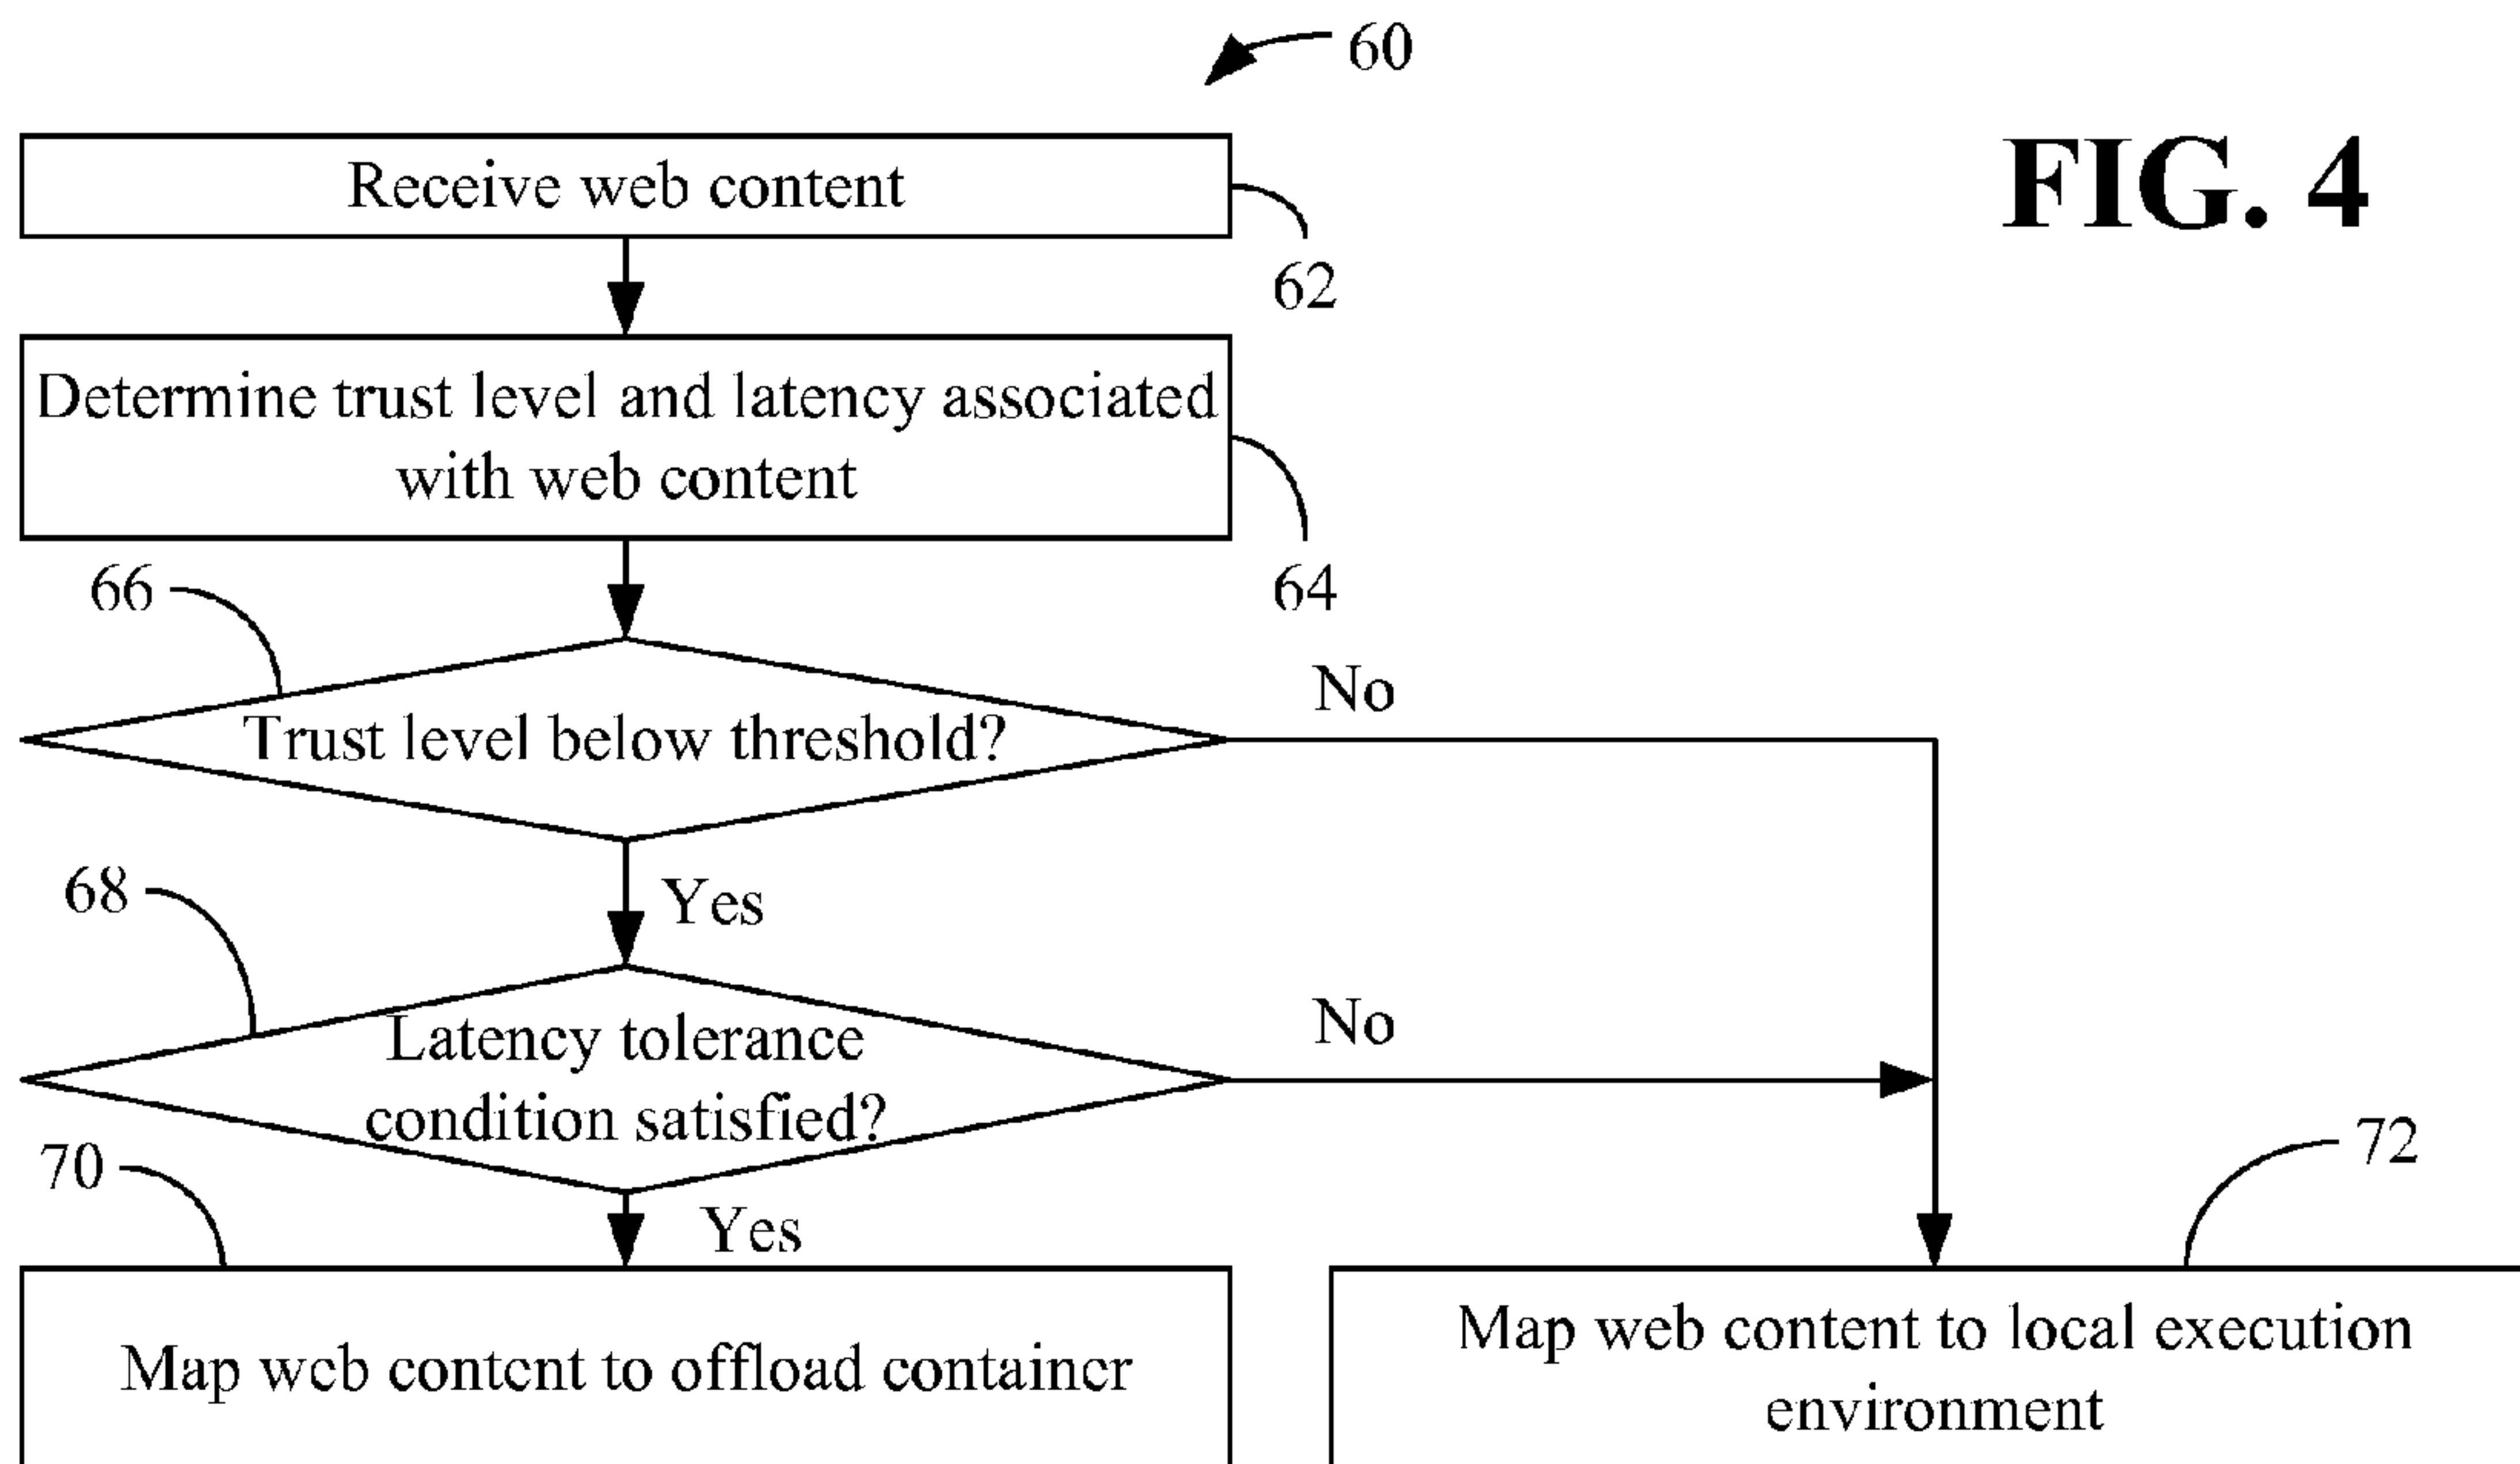 60
FIG. 4
Receive web content
62
Determine trust level and latency associated
with web content
64
66
No
Trust level below threshold?
Yes
68
No
Latency tolerance
condition satisfied?
70
72
Yes
Map web content to offload container
Map web content to local execution
environment